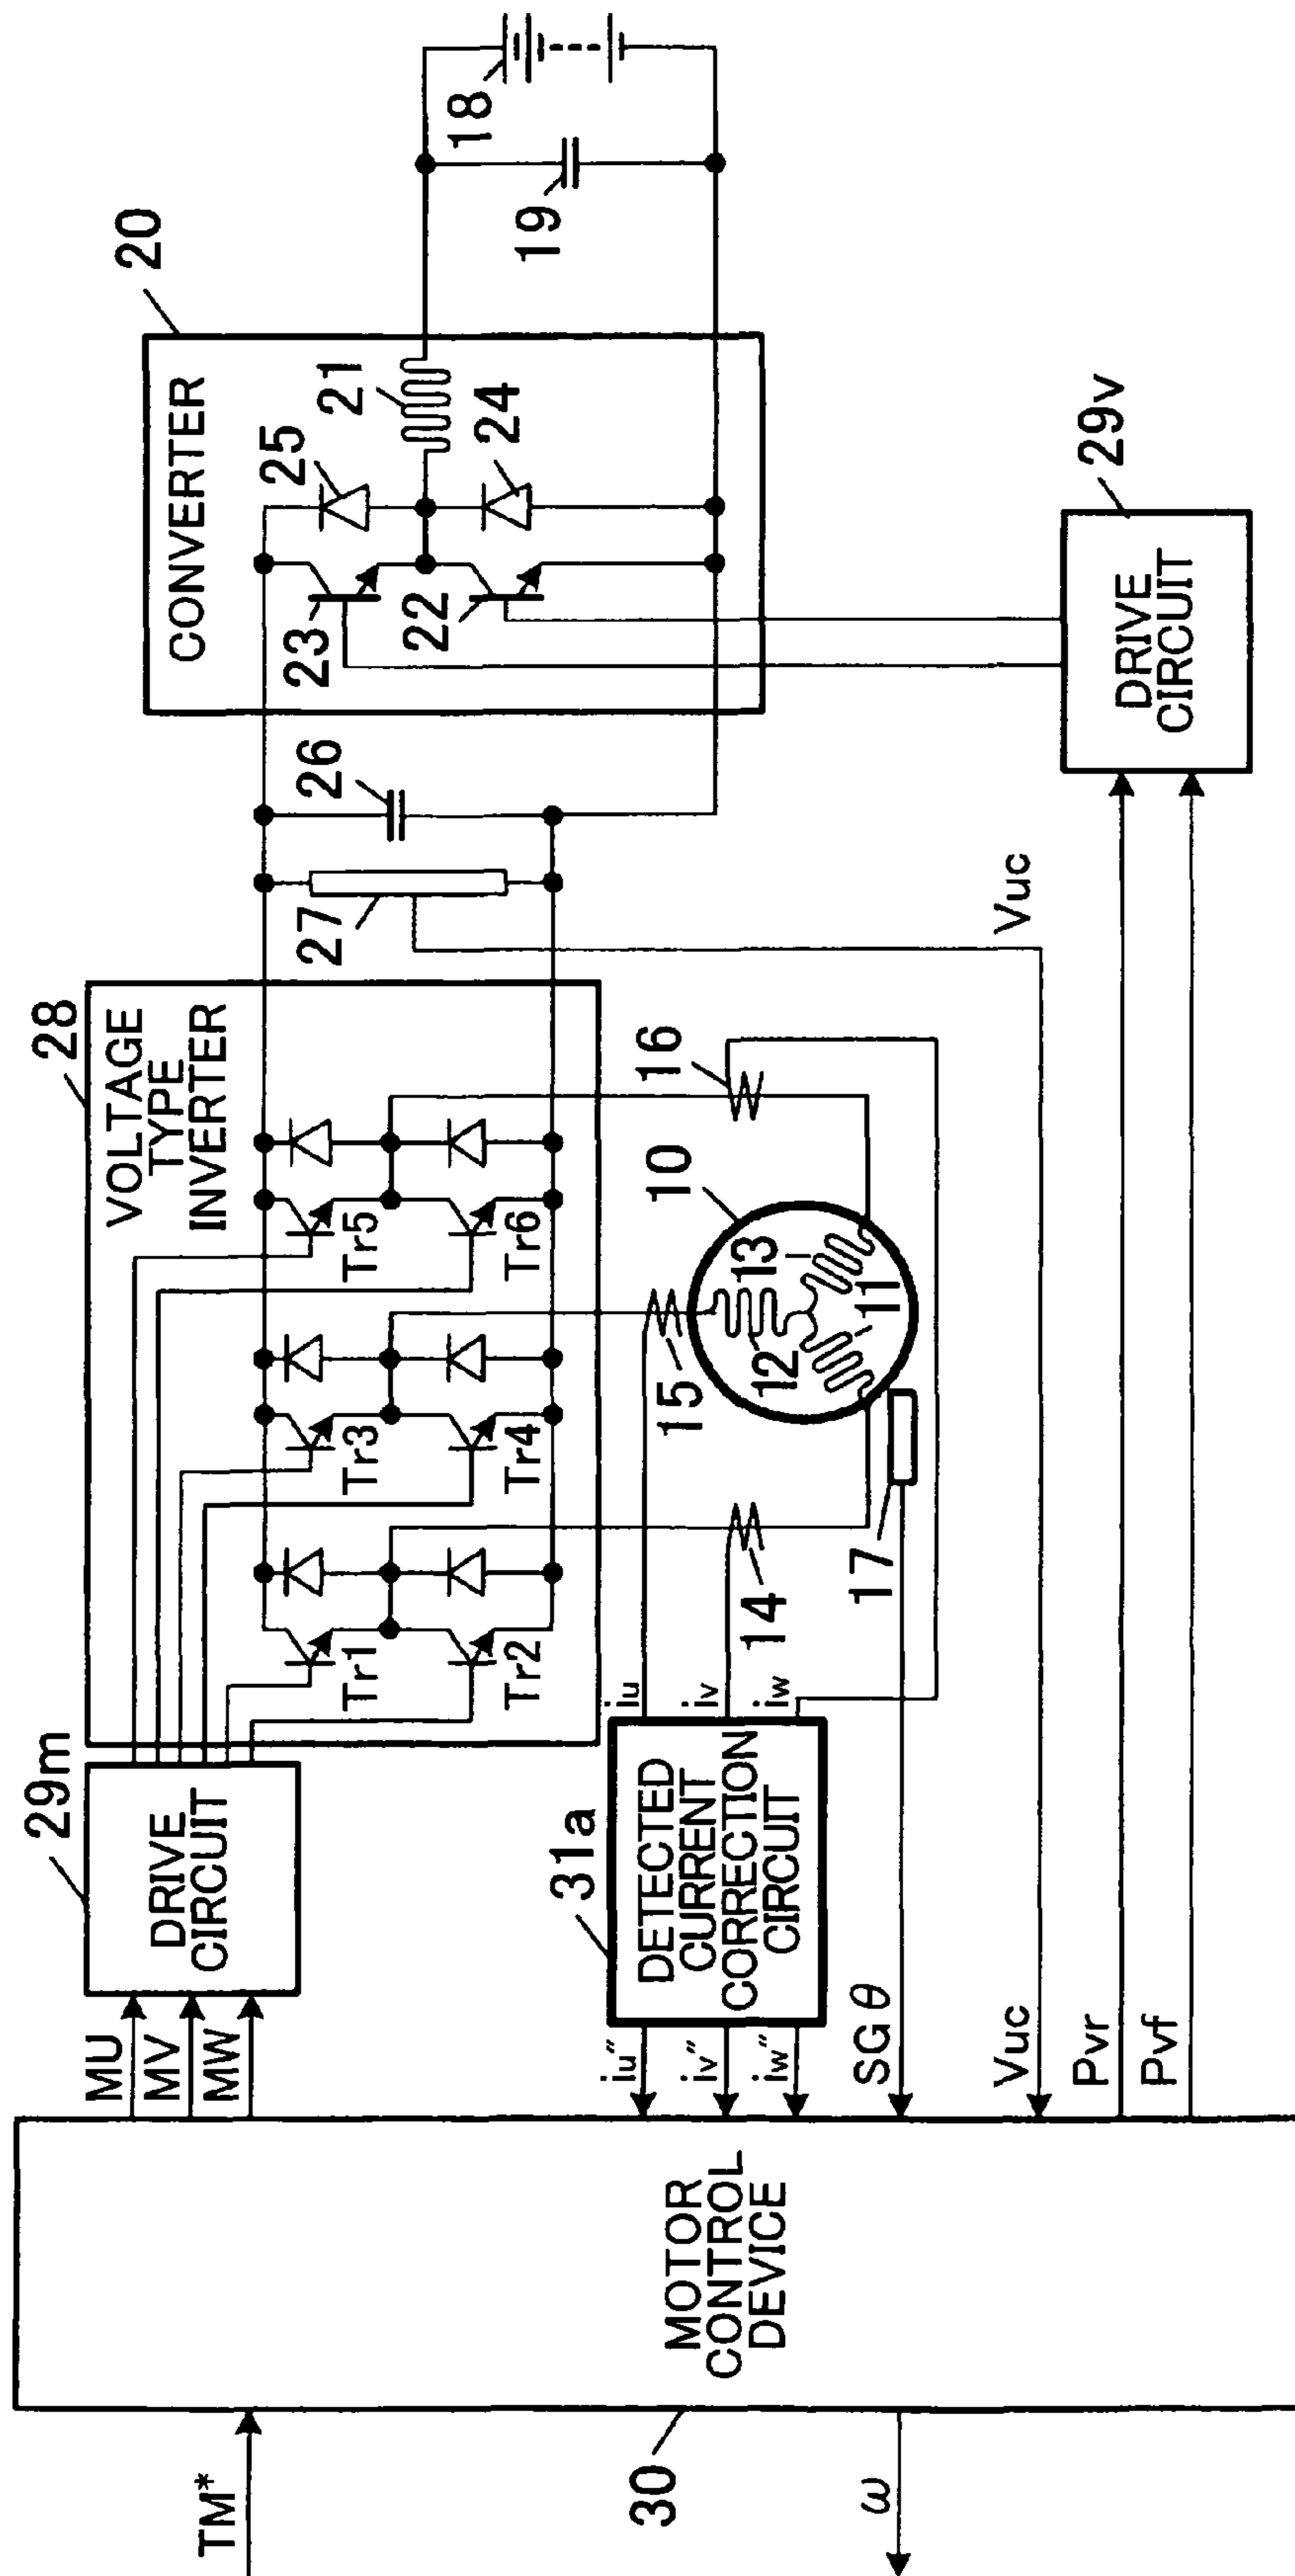 TM*
ω
30
MOTOR
CONTROL
DEVICE
MU
MV
MW
iu″
iv″
iw″
SGθ
Vuc
Pvr
Pvf
29m
DRIVE
CIRCUIT
31a
DETECTED
CURRENT
CORRECTION
CIRCUIT
iu
iv
iw
28
VOLTAGE
TYPE
INVERTER
Tr1
Tr2
Tr3
Tr4
Tr5
Tr6
14
15
16
17
10
11
12
13
27
26
Vuc
20
CONVERTER
23
22
25
24
21
19
18
29v
DRIVE
CIRCUIT